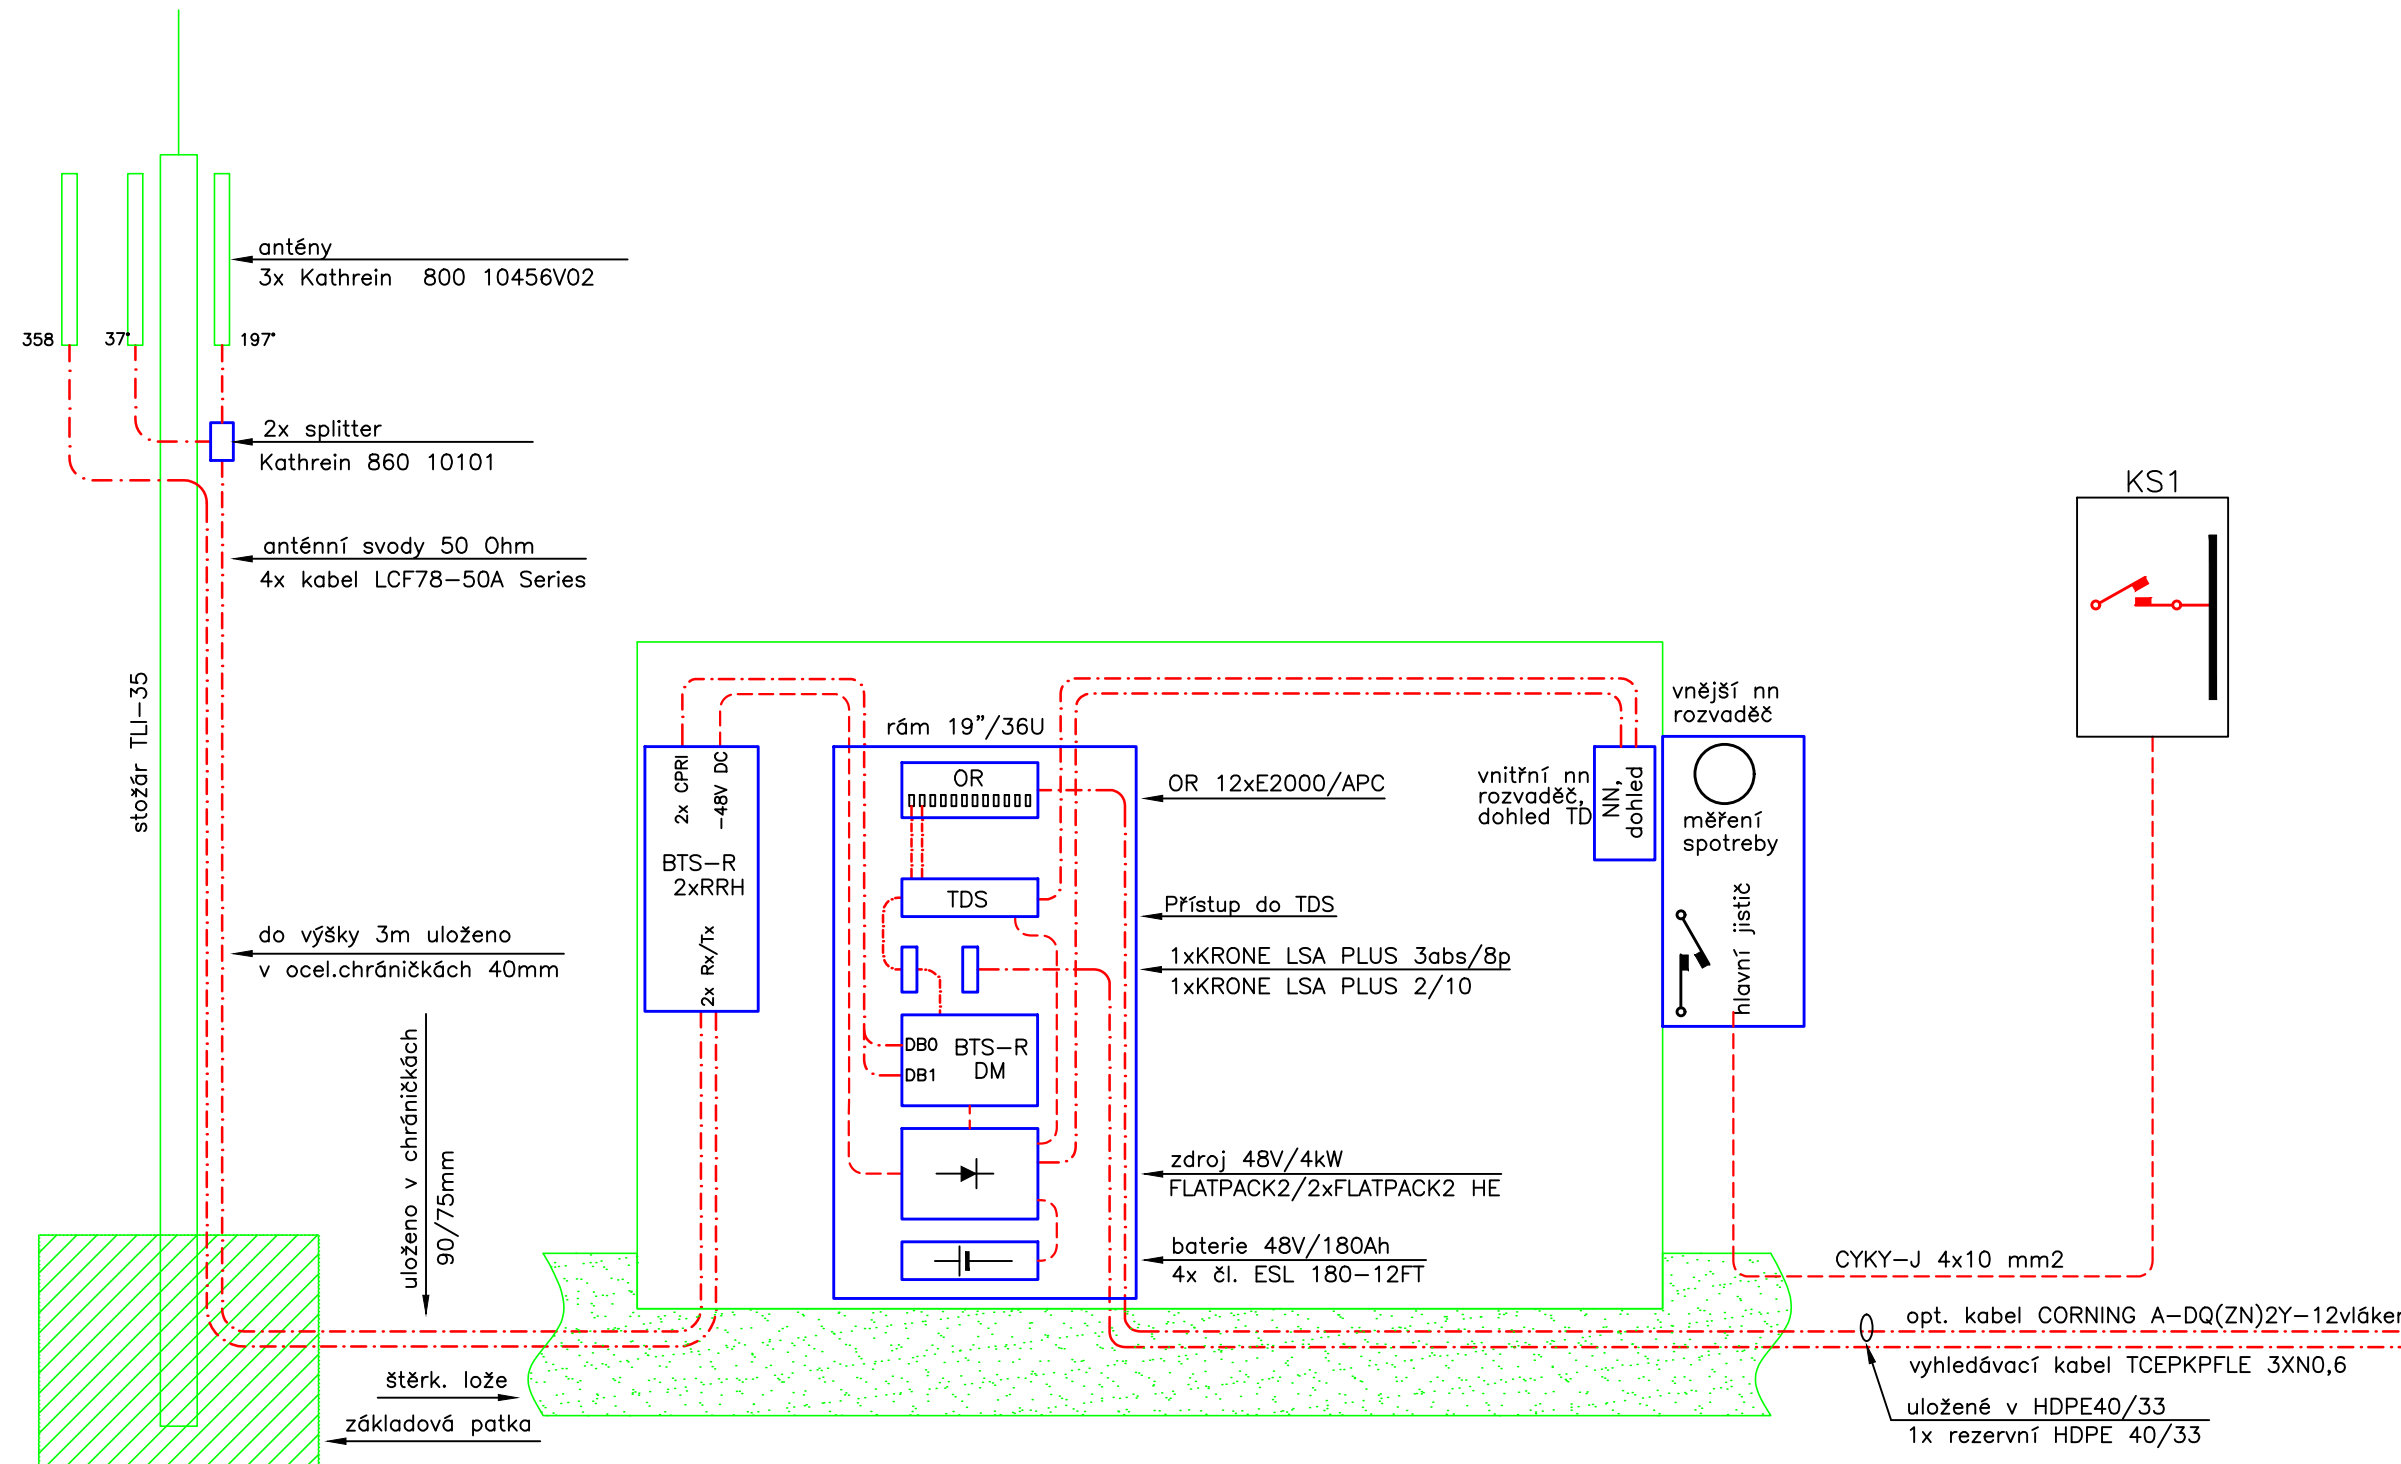 antény
3x Kathrein  800 10456V02
358
37°
197°
2x splitter
Kathrein 860 10101
anténní svody 50 Ohm
4x kabel LCF78-50A Series
stožár TLI-35
do výšky 3m uloženo
v ocel.chráničkách 40mm
uloženo v chráničkách
90/75mm
štěrk. lože
základová patka
2x CPRI
-48V DC
BTS-R
2xRRH
2x Rx/Tx
rám 19"/36U
OR
TDS
DB0
DB1
BTS-R
DM
OR 12xE2000/APC
Přístup do TDS
1xKRONE LSA PLUS 3abs/8p
1xKRONE LSA PLUS 2/10
zdroj 48V/4kW
FLATPACK2/2xFLATPACK2 HE
baterie 48V/180Ah
4x čl. ESL 180-12FT
vnitřní nn
rozvaděč,
dohled TD
NN,
dohled
vnější nn
rozvaděč
měření
spotreby
hlavní jistič
KS1
CYKY-J 4x10 mm2
opt. kabel CORNING A-DQ(ZN)2Y-12vláken
vyhledávací kabel TCEPKPFLE 3XN0,6
uložené v HDPE40/33
1x rezervní HDPE 40/33